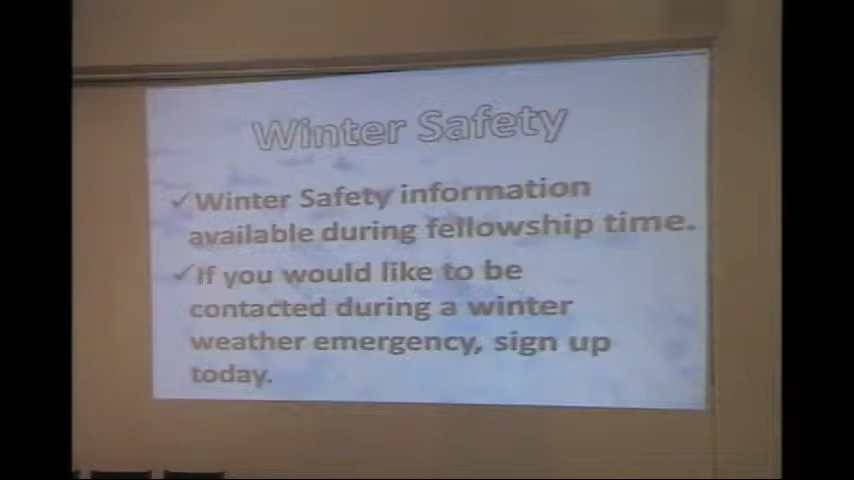 Winter Safety
✓Winter Safety information
available during fellowship time.
✓If you would like to be
contacted during a winter
weather emergency, sign up
today.